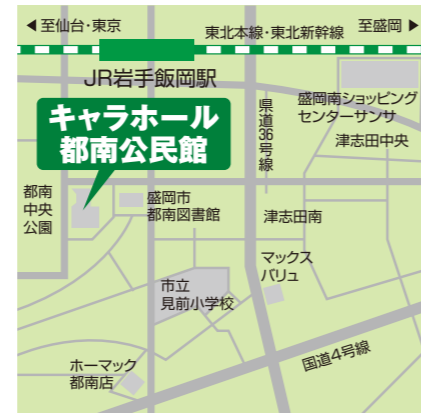 ◀至仙台・東京
東北本線・東北新幹線
至盛岡▶
JR岩手飯岡駅
キャラホール
都南公民館
県道36号線
盛岡南ショッピング
センターサンサ
津志田中央
都南
中央
公園
盛岡市
都南図書館
津志田南
マックス
バリュ
市立
見前小学校
国道4号線
ホーマック
都南店